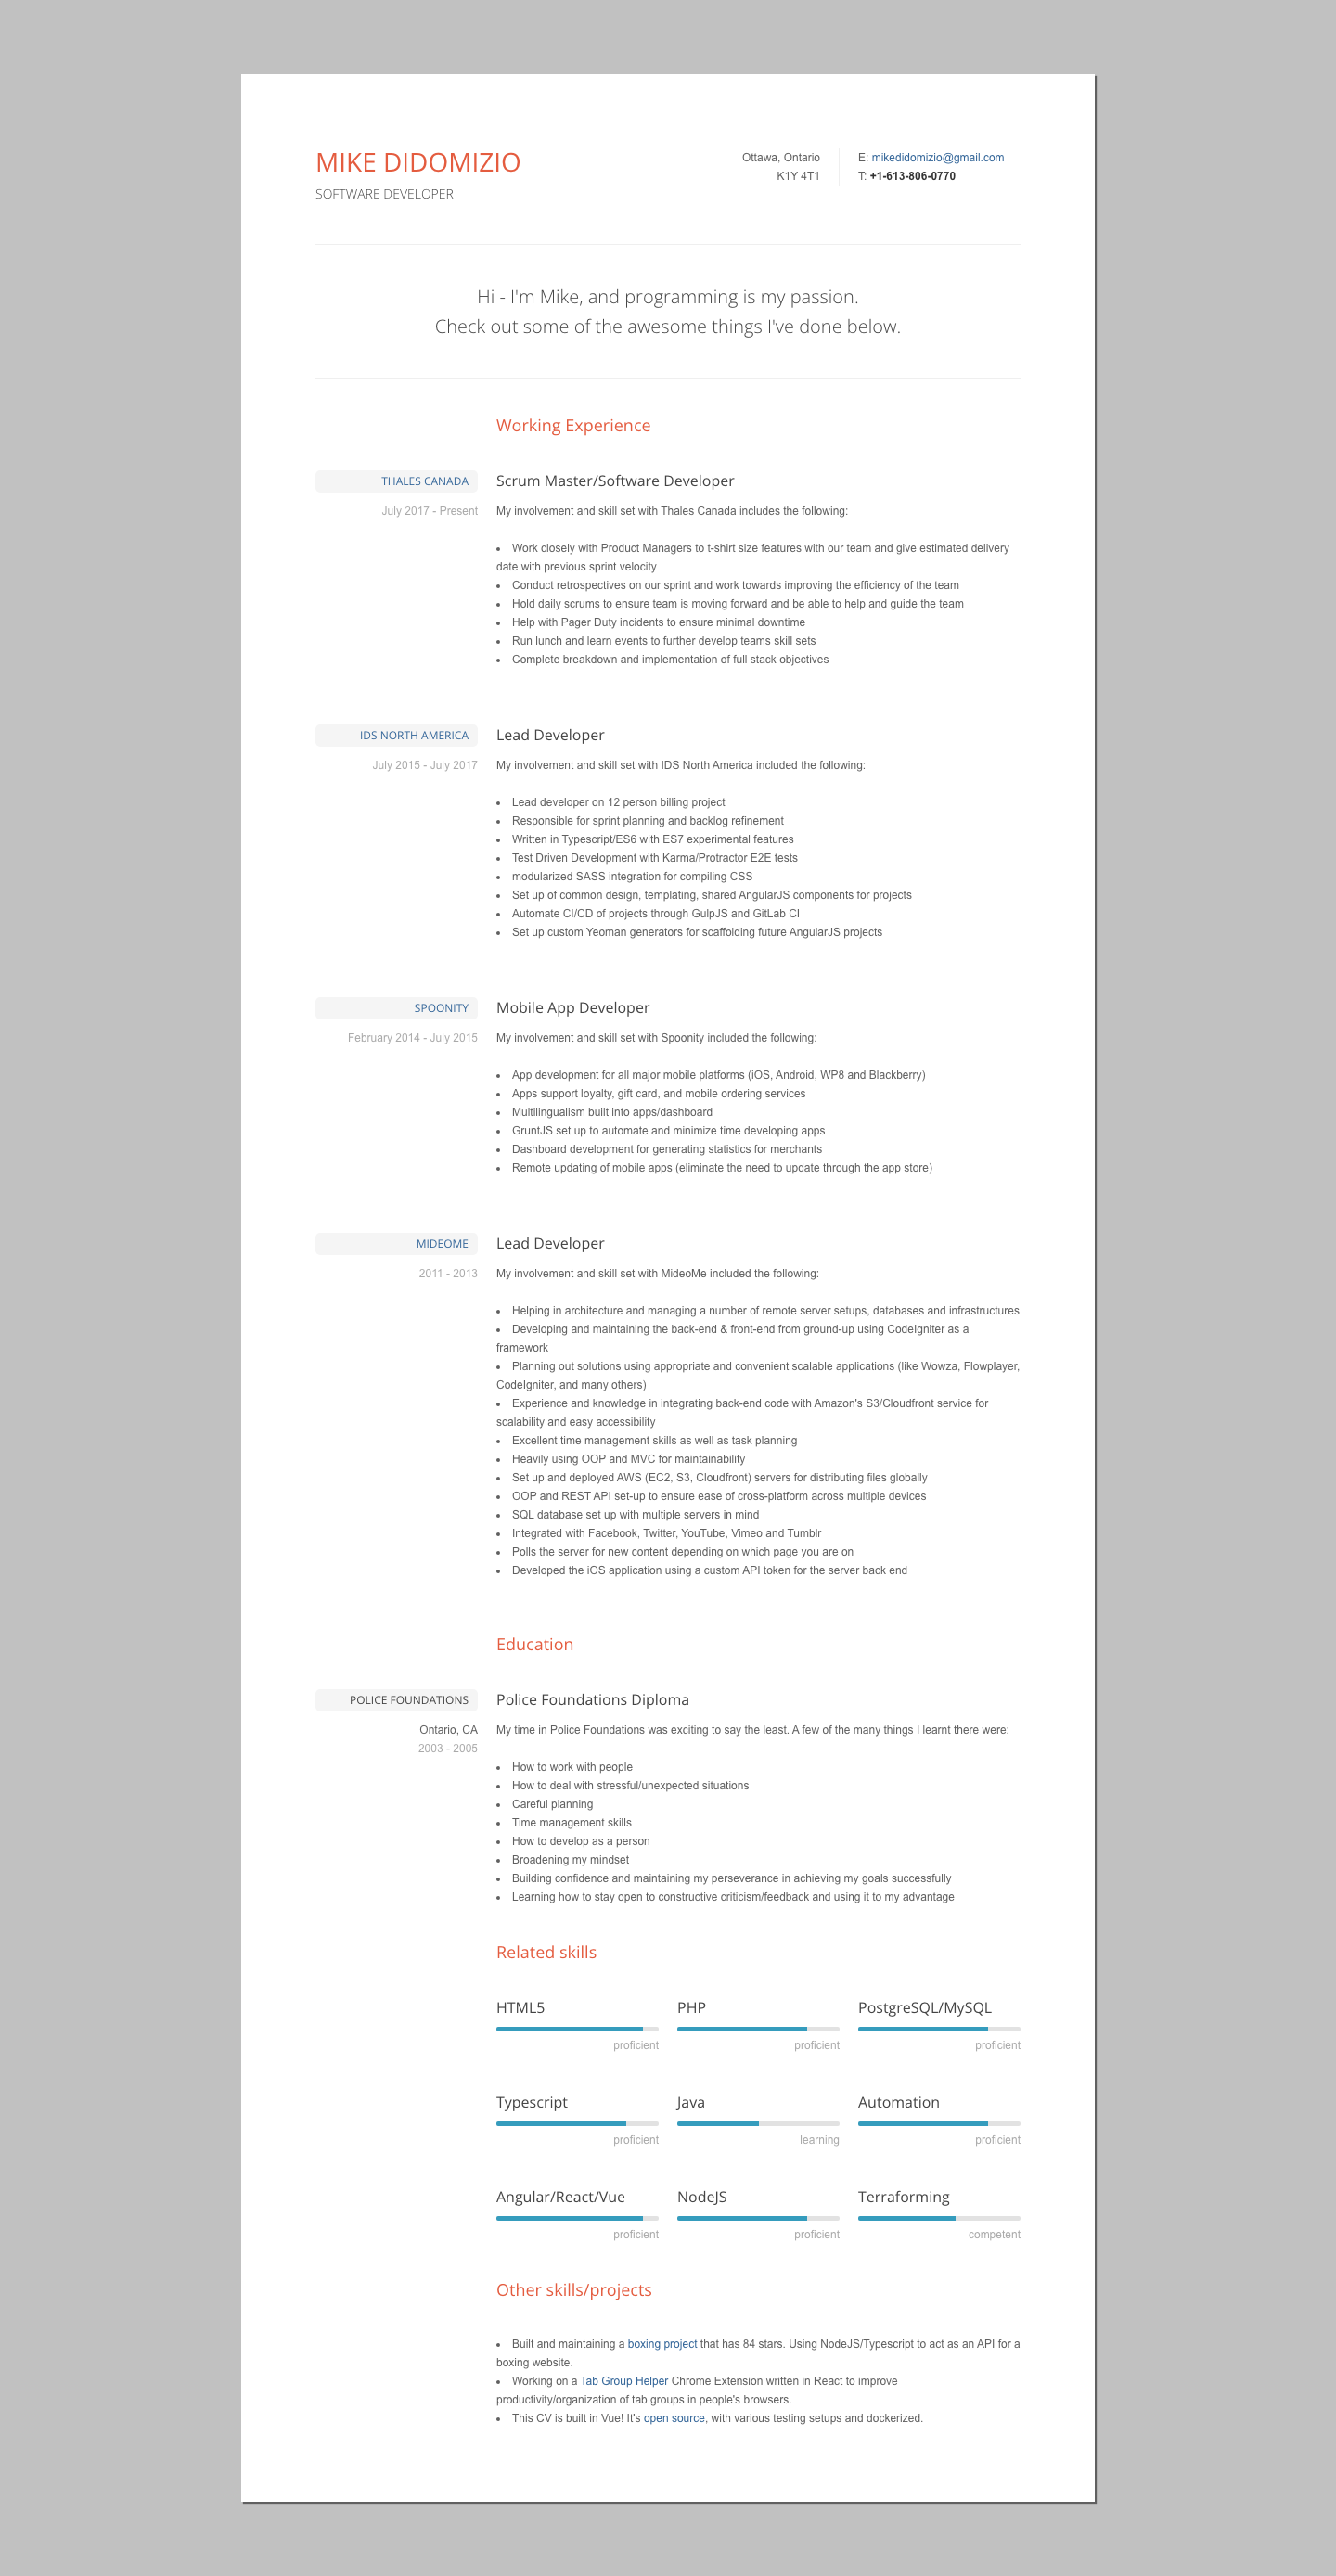 MIKE DIDOMIZIO
SOFTWARE DEVELOPER
Ottawa, Ontario
K1Y 4T1
E: mikedidomizio@gmail.com
T: +1-613-806-0770
Hi - I'm Mike, and programming is my passion.
Check out some of the awesome things I've done below.
Working Experience
THALES CANADA
July 2017 - Present
Scrum Master/Software Developer
My involvement and skill set with Thales Canada includes the following:
• Work closely with Product Managers to t-shirt size features with our team and give estimated delivery
date with previous sprint velocity
• Conduct retrospectives on our sprint and work towards improving the efficiency of the team
• Hold daily scrums to ensure team is moving forward and be able to help and guide the team
• Help with Pager Duty incidents to ensure minimal downtime
• Run lunch and learn events to further develop teams skill sets
• Complete breakdown and implementation of full stack objectives
IDS NORTH AMERICA
July 2015 - July 2017
Lead Developer
My involvement and skill set with IDS North America included the following:
• Lead developer on 12 person billing project
• Responsible for sprint planning and backlog refinement
• Written in Typescript/ES6 with ES7 experimental features
• Test Driven Development with Karma/Protractor E2E tests
• modularized SASS integration for compiling CSS
• Set up of common design, templating, shared AngularJS components for projects
• Automate CI/CD of projects through GulpJS and GitLab CI
• Set up custom Yeoman generators for scaffolding future AngularJS projects
SPOONITY
February 2014 - July 2015
Mobile App Developer
My involvement and skill set with Spoonity included the following:
• App development for all major mobile platforms (iOS, Android, WP8 and Blackberry)
• Apps support loyalty, gift card, and mobile ordering services
• Multilingualism built into apps/dashboard
• GruntJS set up to automate and minimize time developing apps
• Dashboard development for generating statistics for merchants
• Remote updating of mobile apps (eliminate the need to update through the app store)
MIDEOME
2011 - 2013
Lead Developer
My involvement and skill set with MideoMe included the following:
• Helping in architecture and managing a number of remote server setups, databases and infrastructures
• Developing and maintaining the back-end & front-end from ground-up using CodeIgniter as a
framework
• Planning out solutions using appropriate and convenient scalable applications (like Wowza, Flowplayer,
CodeIgniter, and many others)
• Experience and knowledge in integrating back-end code with Amazon's S3/Cloudfront service for
scalability and easy accessibility
• Excellent time management skills as well as task planning
• Heavily using OOP and MVC for maintainability
• Set up and deployed AWS (EC2, S3, Cloudfront) servers for distributing files globally
• OOP and REST API set-up to ensure ease of cross-platform across multiple devices
• SQL database set up with multiple servers in mind
• Integrated with Facebook, Twitter, YouTube, Vimeo and Tumblr
• Polls the server for new content depending on which page you are on
• Developed the iOS application using a custom API token for the server back end
Education
POLICE FOUNDATIONS
Ontario, CA
2003 - 2005
Police Foundations Diploma
My time in Police Foundations was exciting to say the least. A few of the many things I learnt there were:
• How to work with people
• How to deal with stressful/unexpected situations
• Careful planning
• Time management skills
• How to develop as a person
• Broadening my mindset
• Building confidence and maintaining my perseverance in achieving my goals successfully
• Learning how to stay open to constructive criticism/feedback and using it to my advantage
Related skills
HTML5
proficient
PHP
proficient
PostgreSQL/MySQL
proficient
Typescript
proficient
Java
learning
Automation
proficient
Angular/React/Vue
proficient
NodeJS
proficient
Terraforming
competent
Other skills/projects
• Built and maintaining a boxing project that has 84 stars. Using NodeJS/Typescript to act as an API for a
boxing website.
• Working on a Tab Group Helper Chrome Extension written in React to improve
productivity/organization of tab groups in people's browsers.
• This CV is built in Vue! It's open source, with various testing setups and dockerized.